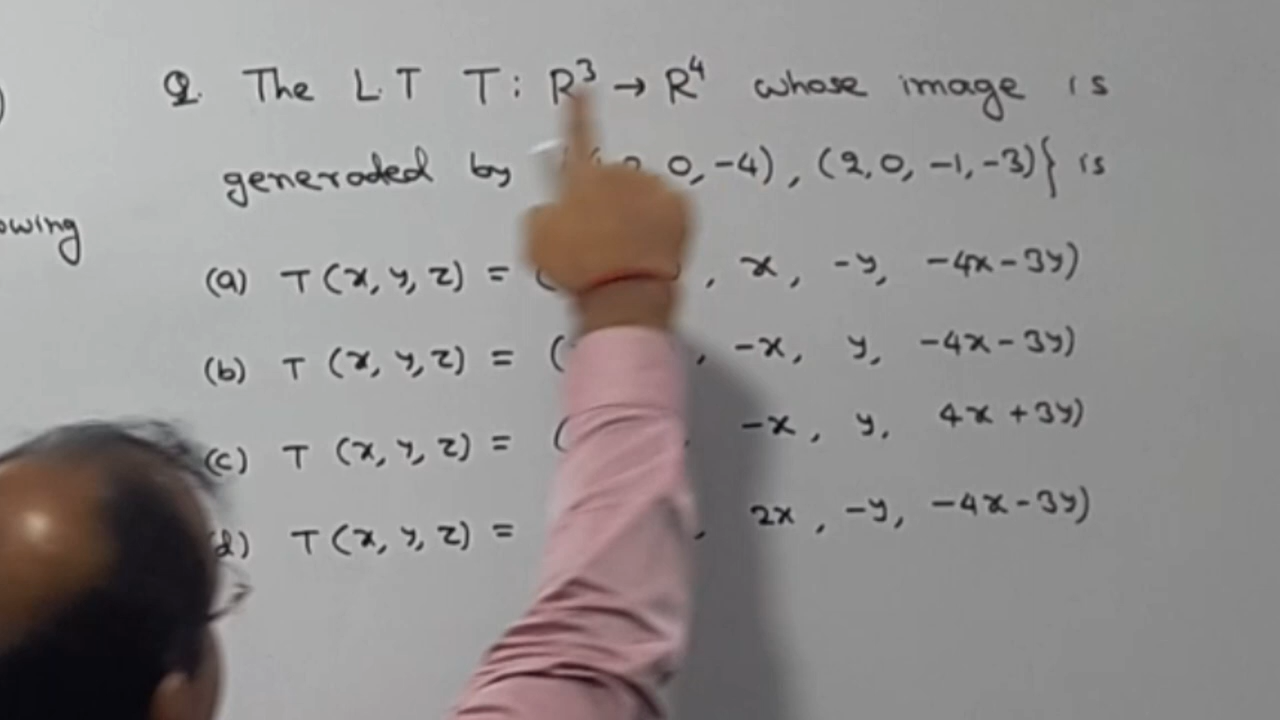 Q. The L.T T: R³ → R⁴ whose image is
generaded by 0, -4), (2, 0, -1, -3)} is
owing
(a) T(x, y, z) = ( , x, -y, -4x-3y)
(b) T (x, y, z) = ( , -x, y, -4x-3y)
(c) T (x, y, z) = ( -x, y, 4x+3y)
d) T(x, y, z) = , 2x, -y, -4x-3y)